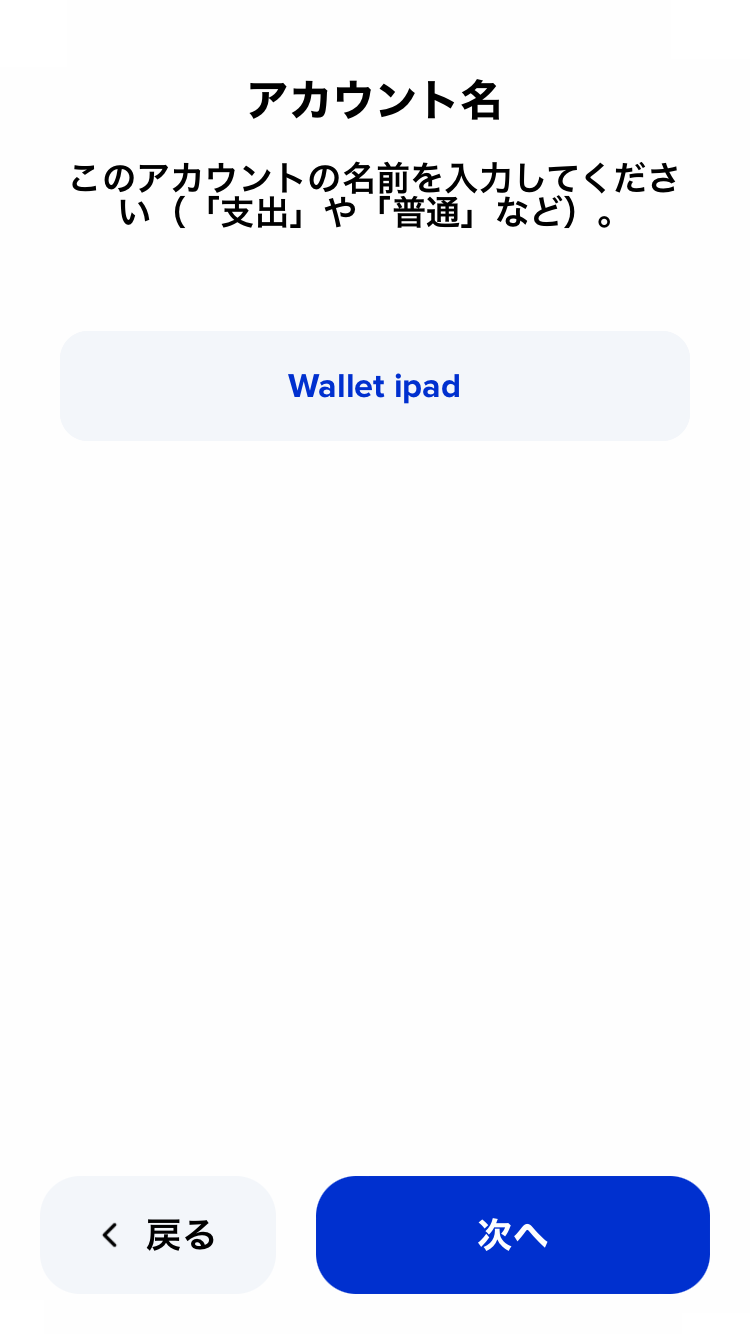 アカウント名
このアカウントの名前を入力してくださ
い（「支出」や「普通」など）。
Wallet ipad
戻る
次へ